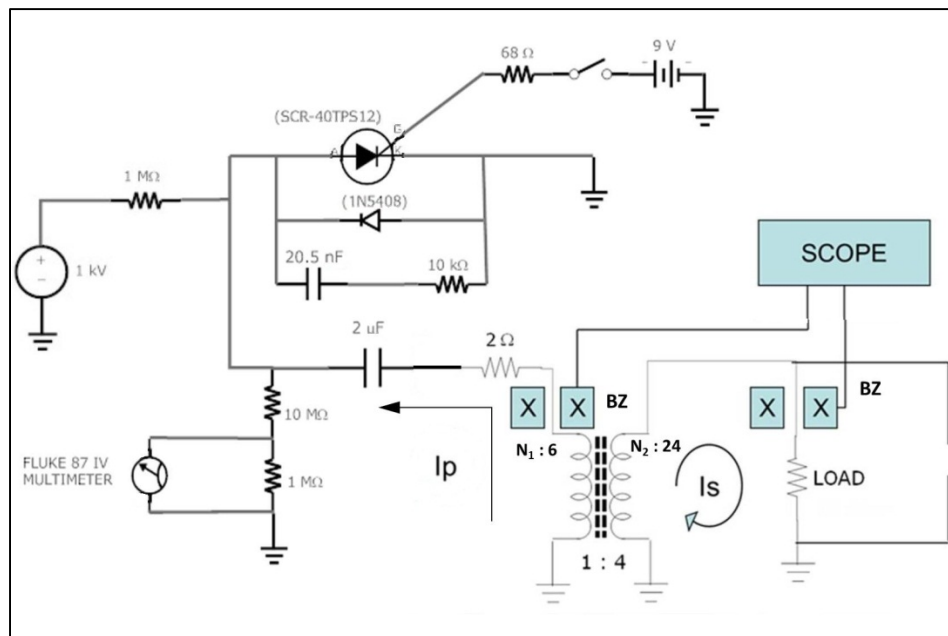 68 Ω
9 V
(SCR-40TPS12)
G
A
K
1 MΩ
(1N5408)
+
−
1 kV
20.5 nF
10 kΩ
SCOPE
2 uF
2 Ω
X
X
BZ
X
X
BZ
10 MΩ
N1 : 6
N2 : 24
FLUKE 87 IV
MULTIMETER
1 MΩ
Ip
Is
LOAD
1 : 4